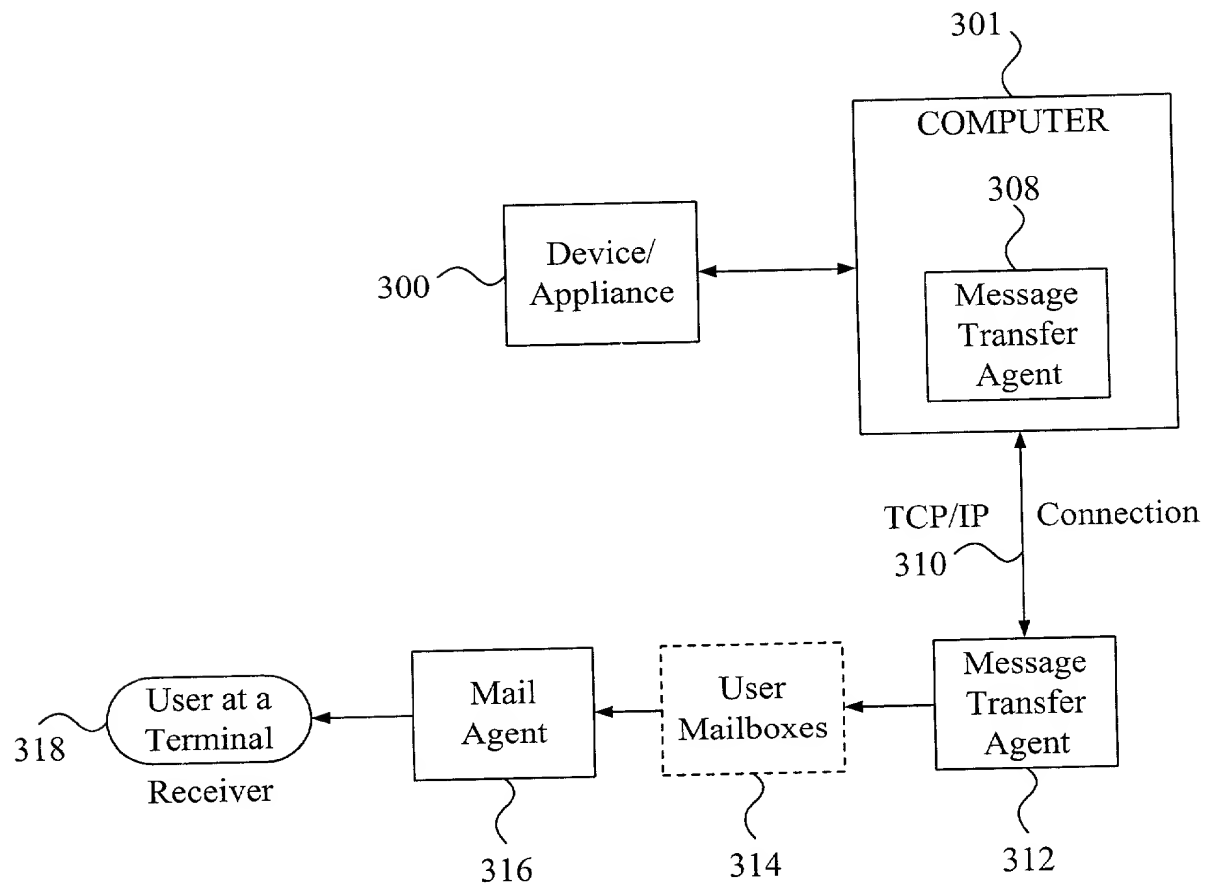 301
COMPUTER
308
Message
Transfer
Agent
Device/
Appliance
300
TCP/IP Connection
310
Message
Transfer
Agent
312
User
Mailboxes
314
Mail
Agent
316
User at a
Terminal
318
Receiver